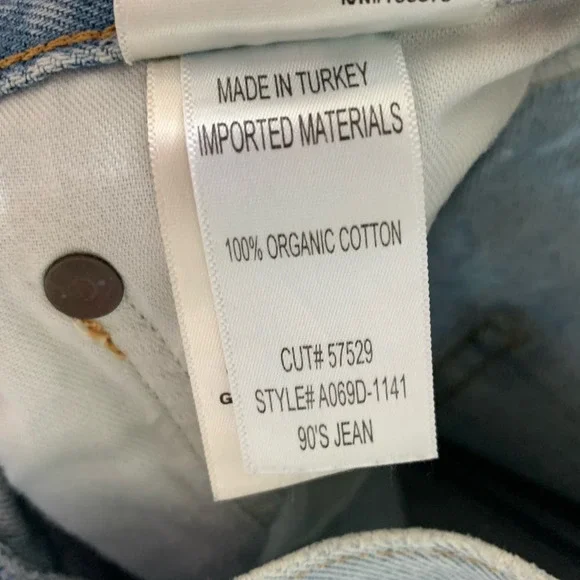 MADE IN TURKEY
IMPORTED MATERIALS
100% ORGANIC COTTON
CUT# 57529
G
STYLE# A069D-1141
90'S JEAN